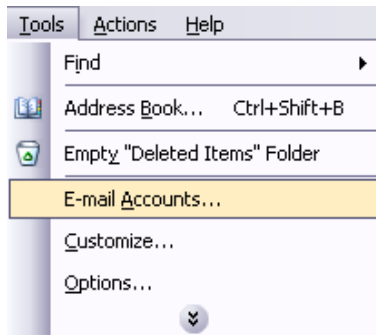 Tools Actions Help
Find
Address Book... Ctrl+Shift+B
Empty "Deleted Items" Folder
E-mail Accounts...
Customize...
Options...